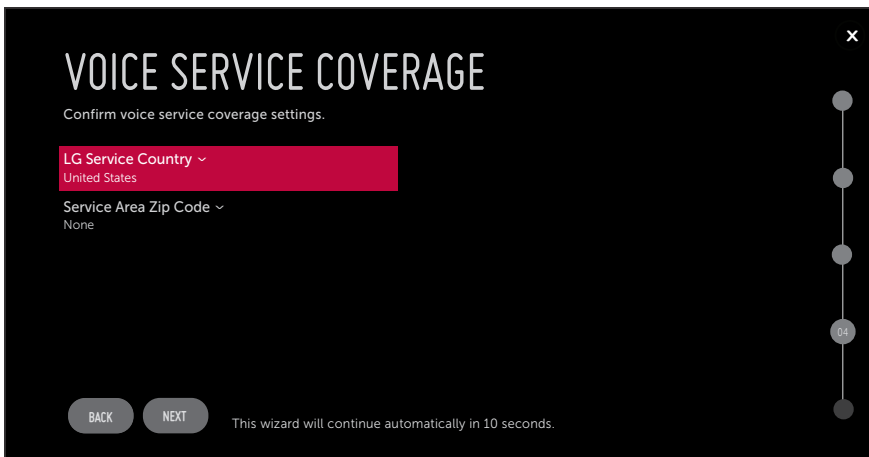 X
VOICE SERVICE COVERAGE
Confirm voice service coverage settings.
LG Service Country
United States
Service Area Zip Code
None
04
BACK
NEXT
This wizard will continue automatically in 10 seconds.